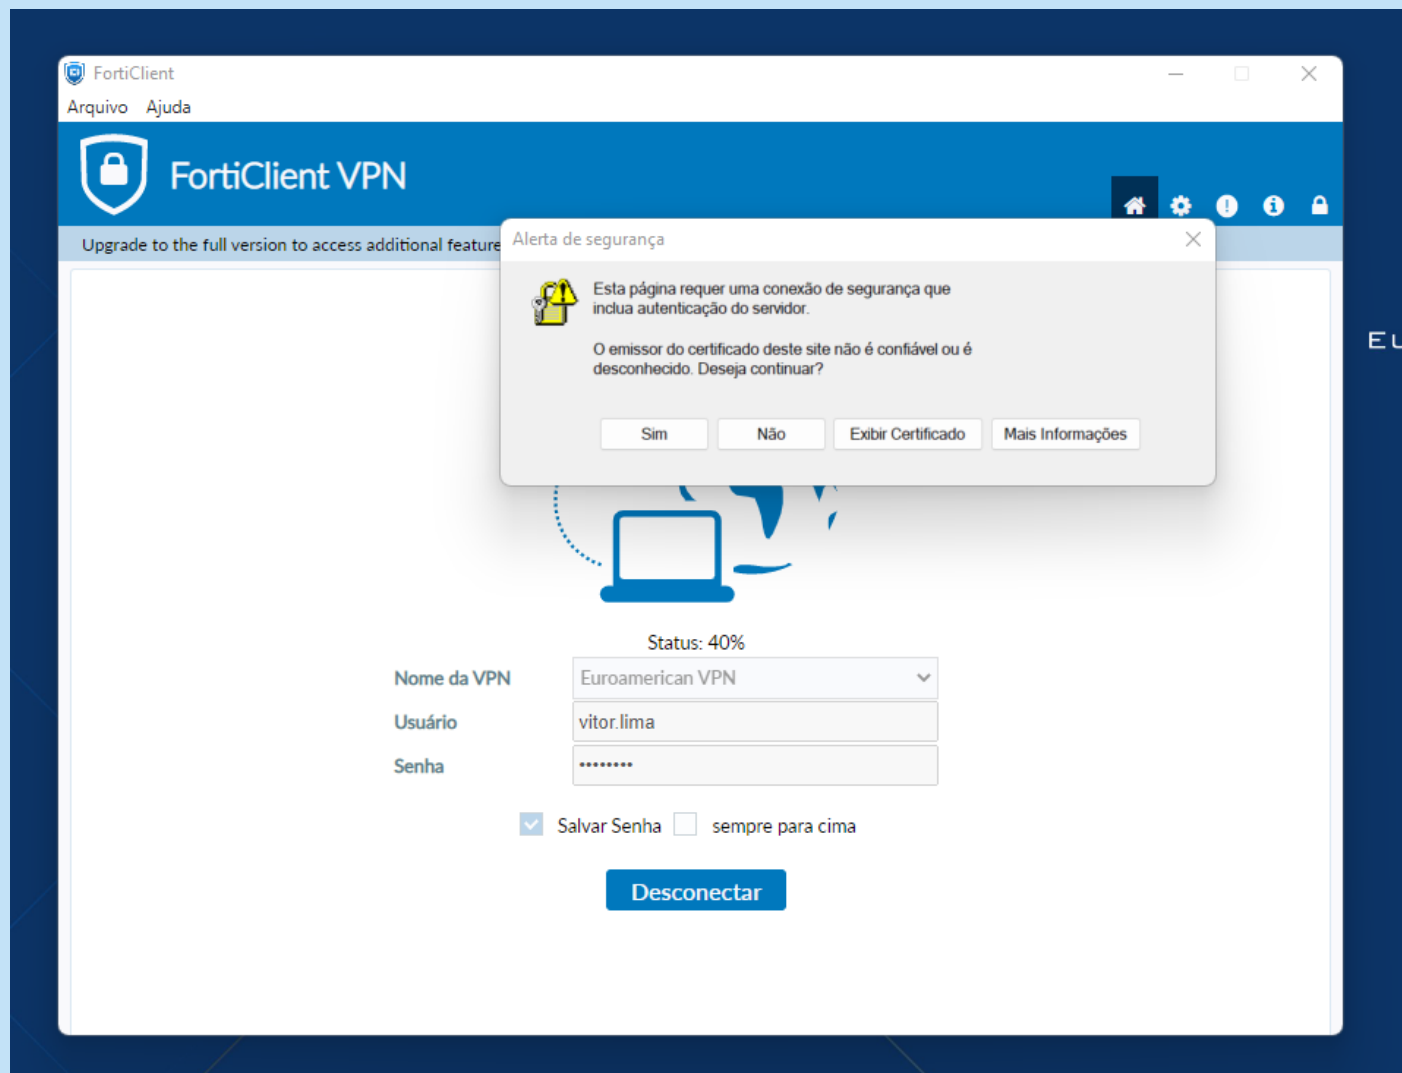 FortiClient
Arquivo Ajuda
FortiClient VPN
Upgrade to the full version to access additional feature
Alerta de segurança
Esta página requer uma conexão de segurança que
inclua autenticação do servidor.
O emissor do certificado deste site não é confiável ou é
desconhecido. Deseja continuar?
Sim Não Exibir Certificado Mais Informações
Eu
Status: 40%
Nome da VPN Euroamerican VPN
Usuário vitor.lima
Senha ••••••••
Salvar Senha sempre para cima
Desconectar